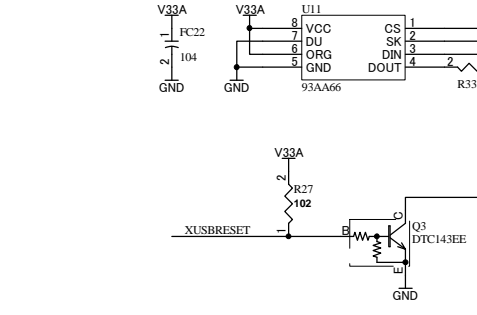 V33A
V33A
U11
1
FC22
2
104
GND
GND
8 VCC CS 1
7 DU SK 2
6 ORG DIN 3
5 GND DOUT 4
93AA66
2
R33
V33A
2
R27
102
1
XUSBRESET
B
C
E
Q3
DTC143EE
GND